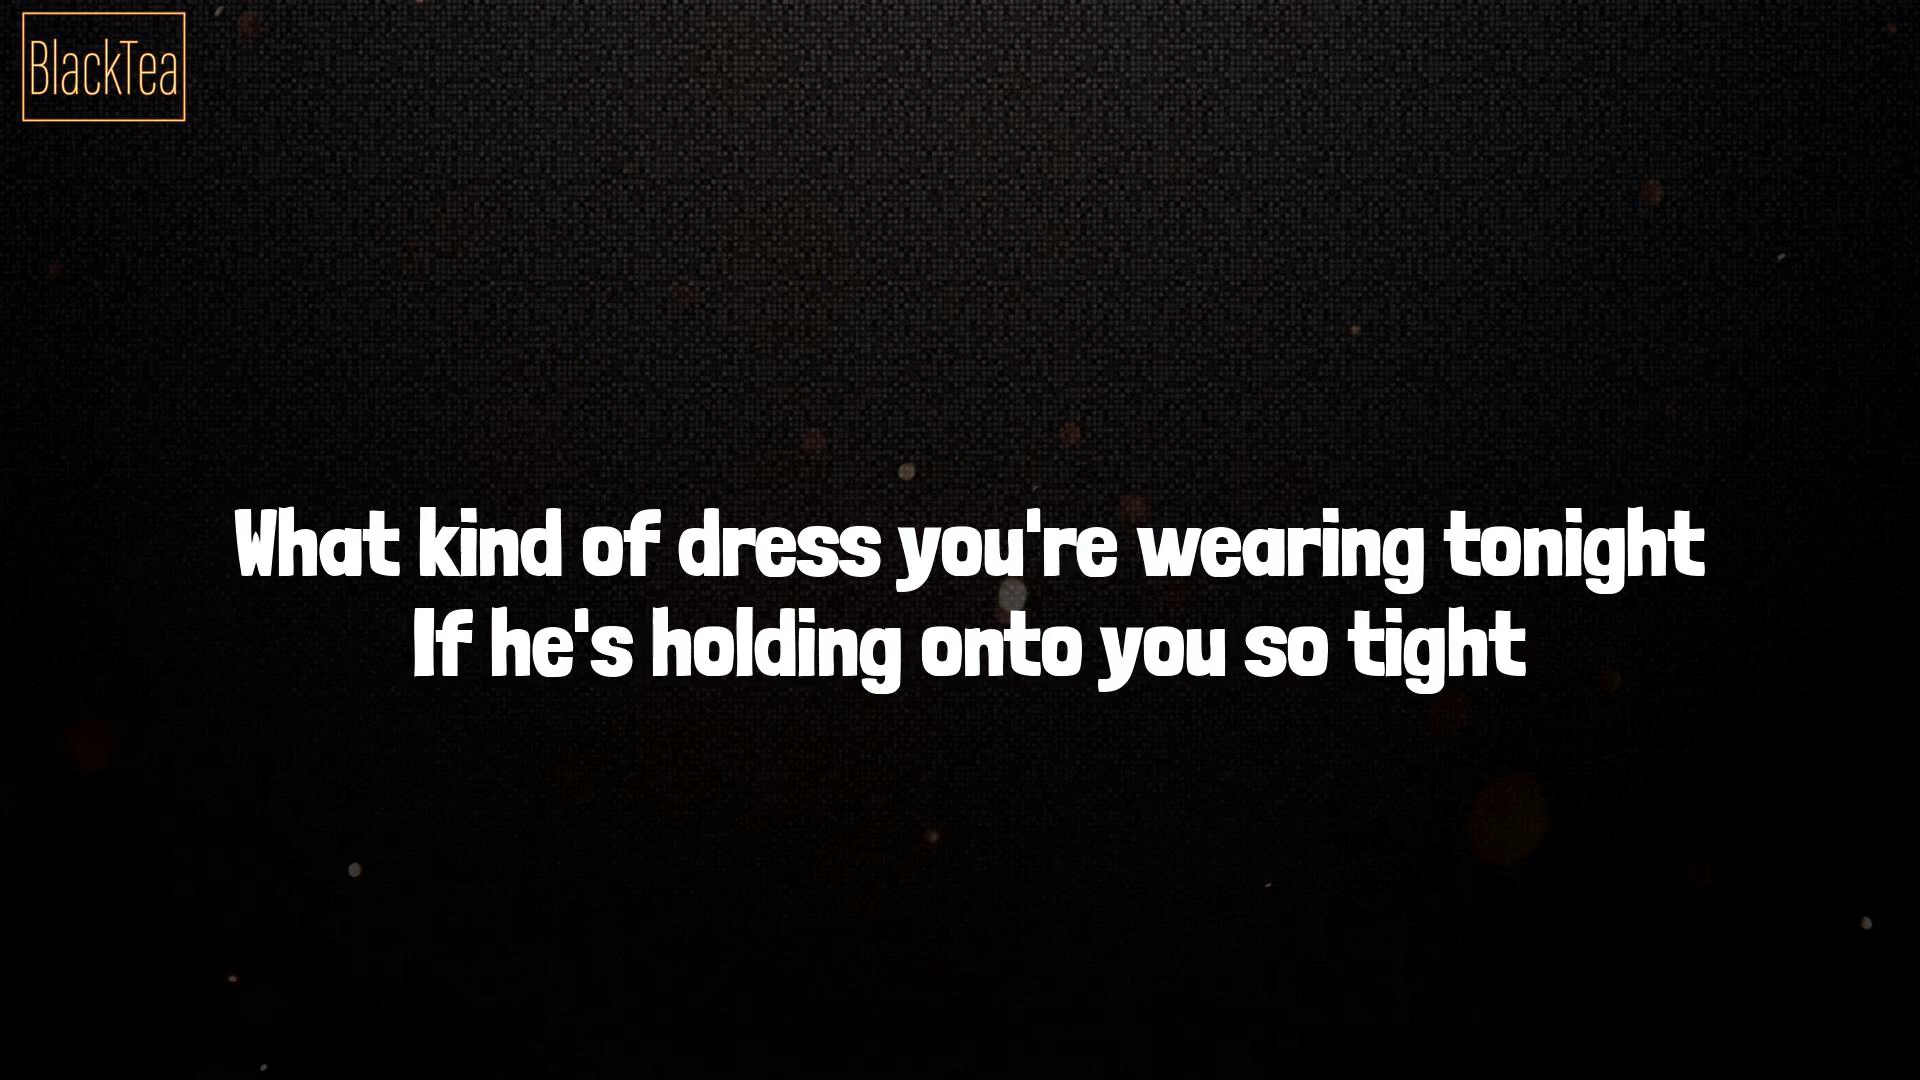 BlackTea
What kind of dress you're wearing tonight
If he's holding onto you so tight